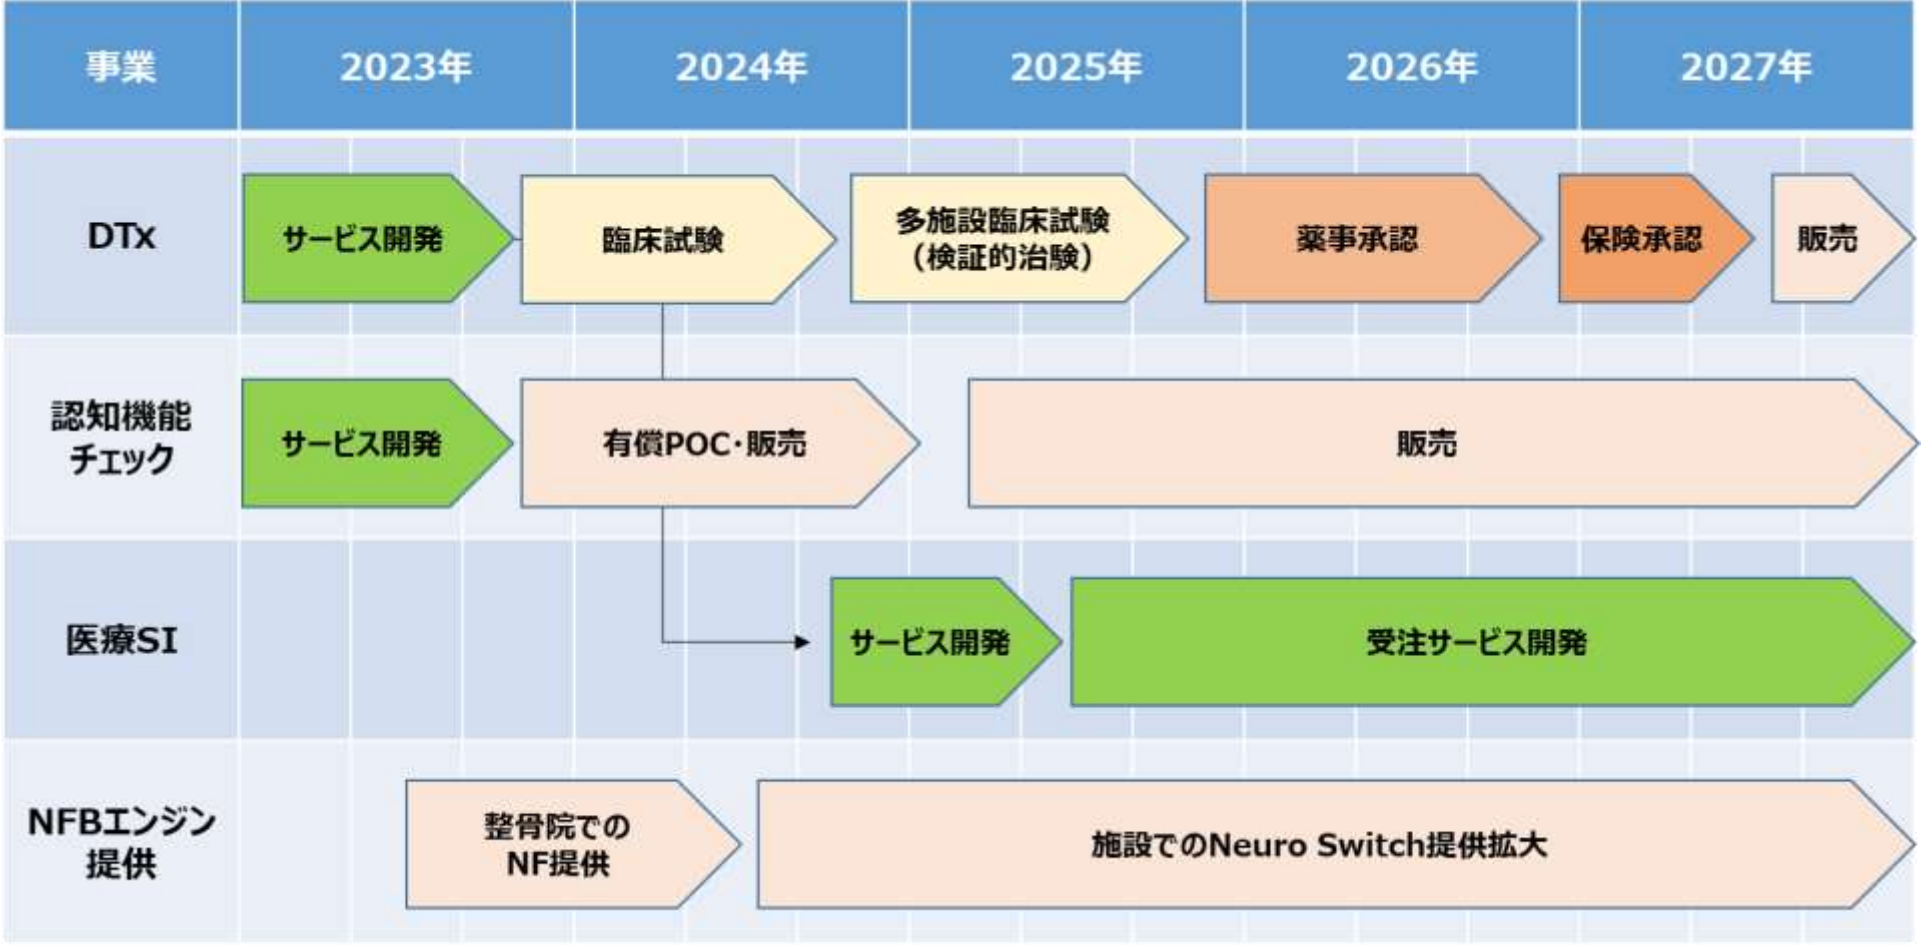 事業
2023年
2024年
2025年
2026年
2027年
DTx
サービス開発
臨床試験
多施設臨床試験
（検証的治験）
薬事承認
保険承認
販売
認知機能
チェック
サービス開発
有償POC・販売
販売
医療SI
サービス開発
受注サービス開発
NFBエンジン
提供
整骨院での
NF提供
施設でのNeuro Switch提供拡大